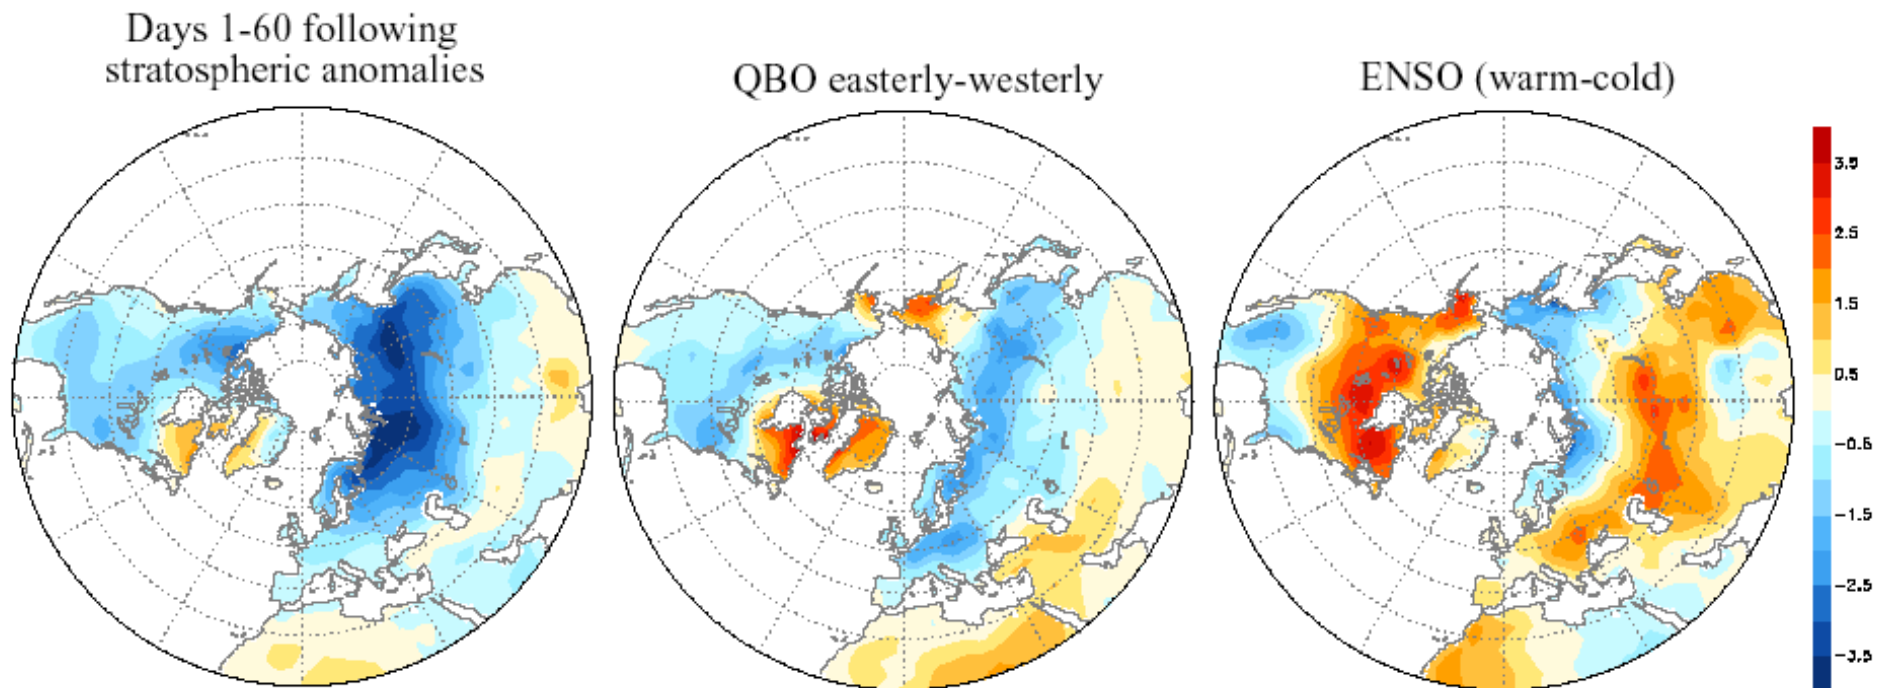 Days 1-60 following
stratospheric anomalies
QBO easterly-westerly
ENSO (warm-cold)
3.5
2.5
1.5
0.5
-0.5
-1.5
-2.5
-3.5